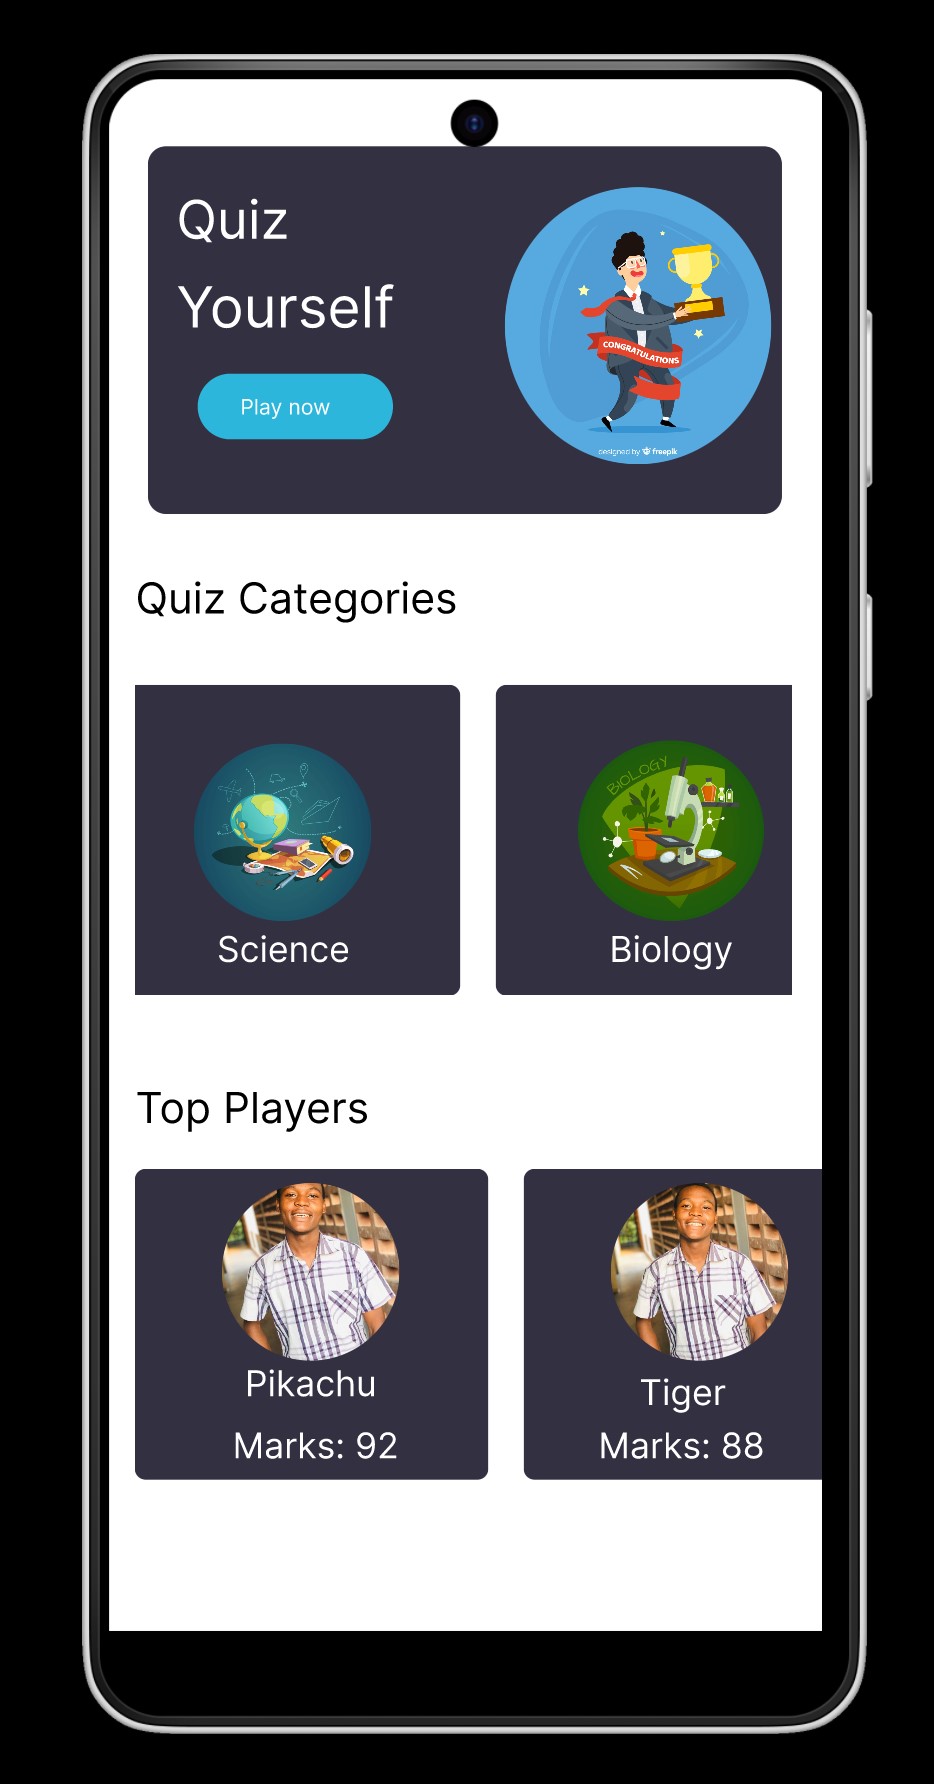 Quiz
Yourself
Play now
CONGRATULATIONS
designed by freepik
Quiz Categories
BIOLOGY
Science
Biology
Top Players
Pikachu
Tiger
Marks: 92
Marks: 88